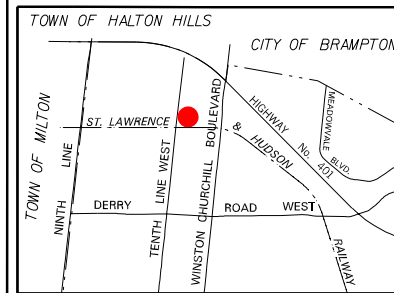 TOWN OF HALTON HILLS
CITY OF BRAMPTON
TOWN OF MILTON
ST. LAWRENCE
& HUDSON
RAILWAY
HIGHWAY
No. 401
MEADOWVALE
BLVD.
NINTH LINE
TENTH LINE WEST
WINSTON CHURCHILL BOULEVARD
DERRY ROAD WEST